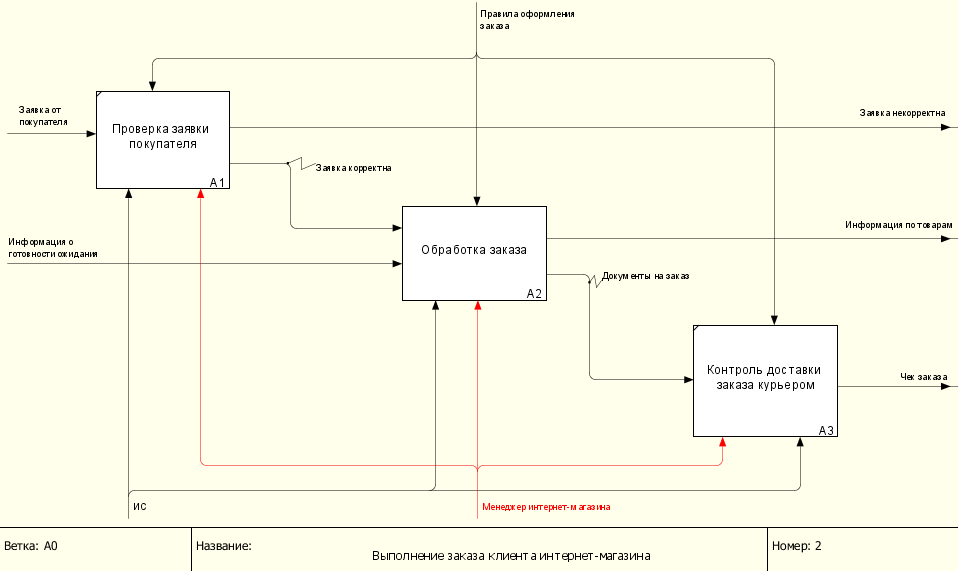 Правила оформления
заказа
Заявка от
покупателя
Проверка заявки
покупателя
A1
Заявка некорректна
Заявка корректна
Информация о
готовности ожидания
Обработка заказа
A2
Информация по товарам
Документы на заказ
Контроль доставки
заказа курьером
A3
Чек заказа
ИС
Менеджер интернет-магазина
Ветка: A0
Название:
Выполнение заказа клиента интернет-магазина
Номер: 2